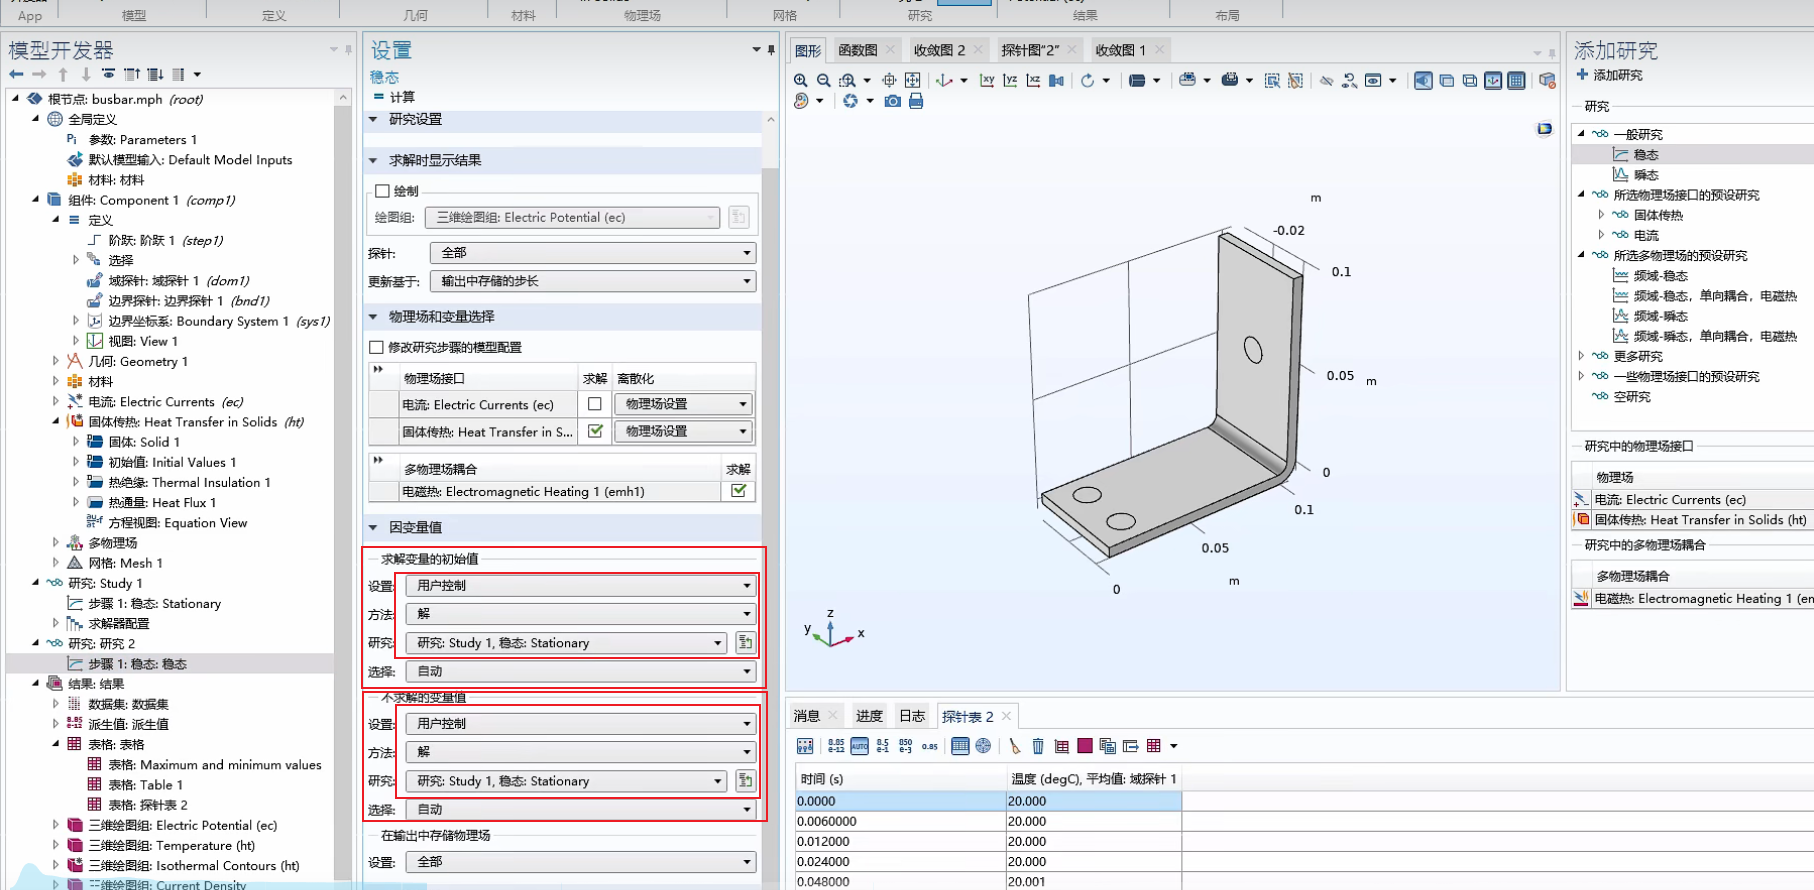 App
模型
定义
几何
材料
物理场
网格
研究
结果
布局
模型开发器
根节点: busbar.mph (root)
全局定义
Pi 参数: Parameters 1
默认模型输入: Default Model Inputs
材料: 材料
组件: Component 1 (comp1)
定义
阶跃: 阶跃 1 (step1)
选择
域探针: 域探针 1 (dom1)
边界探针: 边界探针 1 (bnd1)
边界坐标系: Boundary System 1 (sys1)
视图: View 1
几何: Geometry 1
材料
电流: Electric Currents (ec)
固体传热: Heat Transfer in Solids (ht)
固体: Solid 1
初始值: Initial Values 1
热绝缘: Thermal Insulation 1
热通量: Heat Flux 1
方程视图: Equation View
多物理场
网格: Mesh 1
研究: Study 1
步骤 1: 稳态: Stationary
求解器配置
研究: 研究 2
步骤 1: 稳态: 稳态
结果: 结果
数据集: 数据集
8.85
e-12 派生值: 派生值
表格: 表格
表格: Maximum and minimum values
表格: Table 1
表格: 探针表 2
三维绘图组: Electric Potential (ec)
三维绘图组: Temperature (ht)
三维绘图组: Isothermal Contours (ht)
三维绘图组: Current Density
设置
稳态
= 计算
研究设置
求解时显示结果
绘制
绘图组: 三维绘图组: Electric Potential (ec)
探针: 全部
更新基于: 输出中存储的步长
物理场和变量选择
修改研究步骤的模型配置
物理场接口 求解 离散化
电流: Electric Currents (ec) 物理场设置
固体传热: Heat Transfer in S... 物理场设置
多物理场耦合 求解
电磁热: Electromagnetic Heating 1 (emh1)
因变量值
求解变量的初始值
设置: 用户控制
方法: 解
研究: 研究: Study 1, 稳态: Stationary
选择: 自动
不求解的变量值
设置: 用户控制
方法: 解
研究: 研究: Study 1, 稳态: Stationary
选择: 自动
在输出中存储物理场
设置: 全部
图形 函数图 收敛图 2 探针图"2" 收敛图 1
xy yz xz
m
-0.02
0.1
0.05 m
0
0.1
0.05
m
0
z
y x
消息 进度 日志 探针表 2
8.85
e-12 AUTO 8.5
e-1 850
e-3 0.85
时间 (s) 温度 (degC), 平均值: 域探针 1
0.0000 20.000
0.0060000 20.000
0.012000 20.000
0.024000 20.000
0.048000 20.001
添加研究
+ 添加研究
研究
一般研究
稳态
瞬态
所选物理场接口的预设研究
固体传热
电流
所选多物理场的预设研究
频域-稳态
频域-稳态, 单向耦合, 电磁热
频域-瞬态
频域-瞬态, 单向耦合, 电磁热
更多研究
一些物理场接口的预设研究
空研究
研究中的物理场接口
物理场
电流: Electric Currents (ec)
固体传热: Heat Transfer in Solids (ht)
研究中的多物理场耦合
多物理场耦合
电磁热: Electromagnetic Heating 1 (em